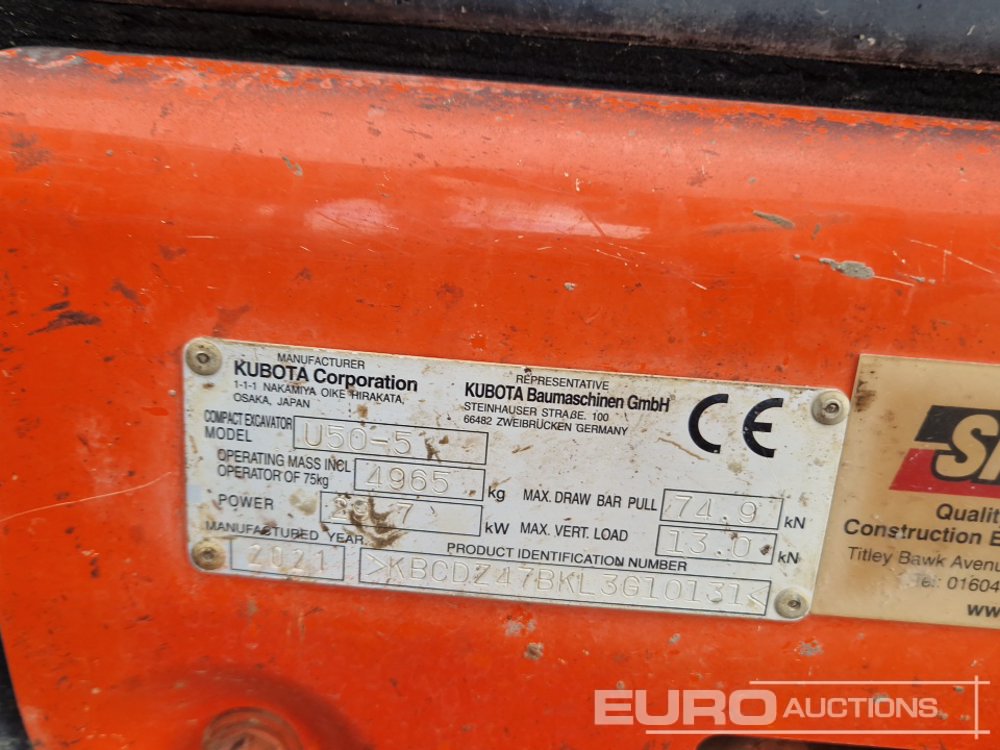 MANUFACTURER
KUBOTA Corporation
1-1-1 NAKAMIYA OIKE HIRAKATA,
OSAKA, JAPAN
REPRESENTATIVE
KUBOTA Baumaschinen GmbH
STEINHAUSER STRAßE. 100
66482 ZWEIBRÜCKEN GERMANY
CE
COMPACT EXCAVATOR
MODEL U50-5
OPERATING MASS INCL
OPERATOR OF 75kg 4965 kg
POWER 29.7 kW
MAX. DRAW BAR PULL 74.9 kN
MAX. VERT. LOAD 13.0 kN
MANUFACTURED YEAR
2021
PRODUCT IDENTIFICATION NUMBER
>KBCDZ47BKL3G10131<
Construction
Titley Bawk
Tel: 01604
www.
EURO AUCTIONS